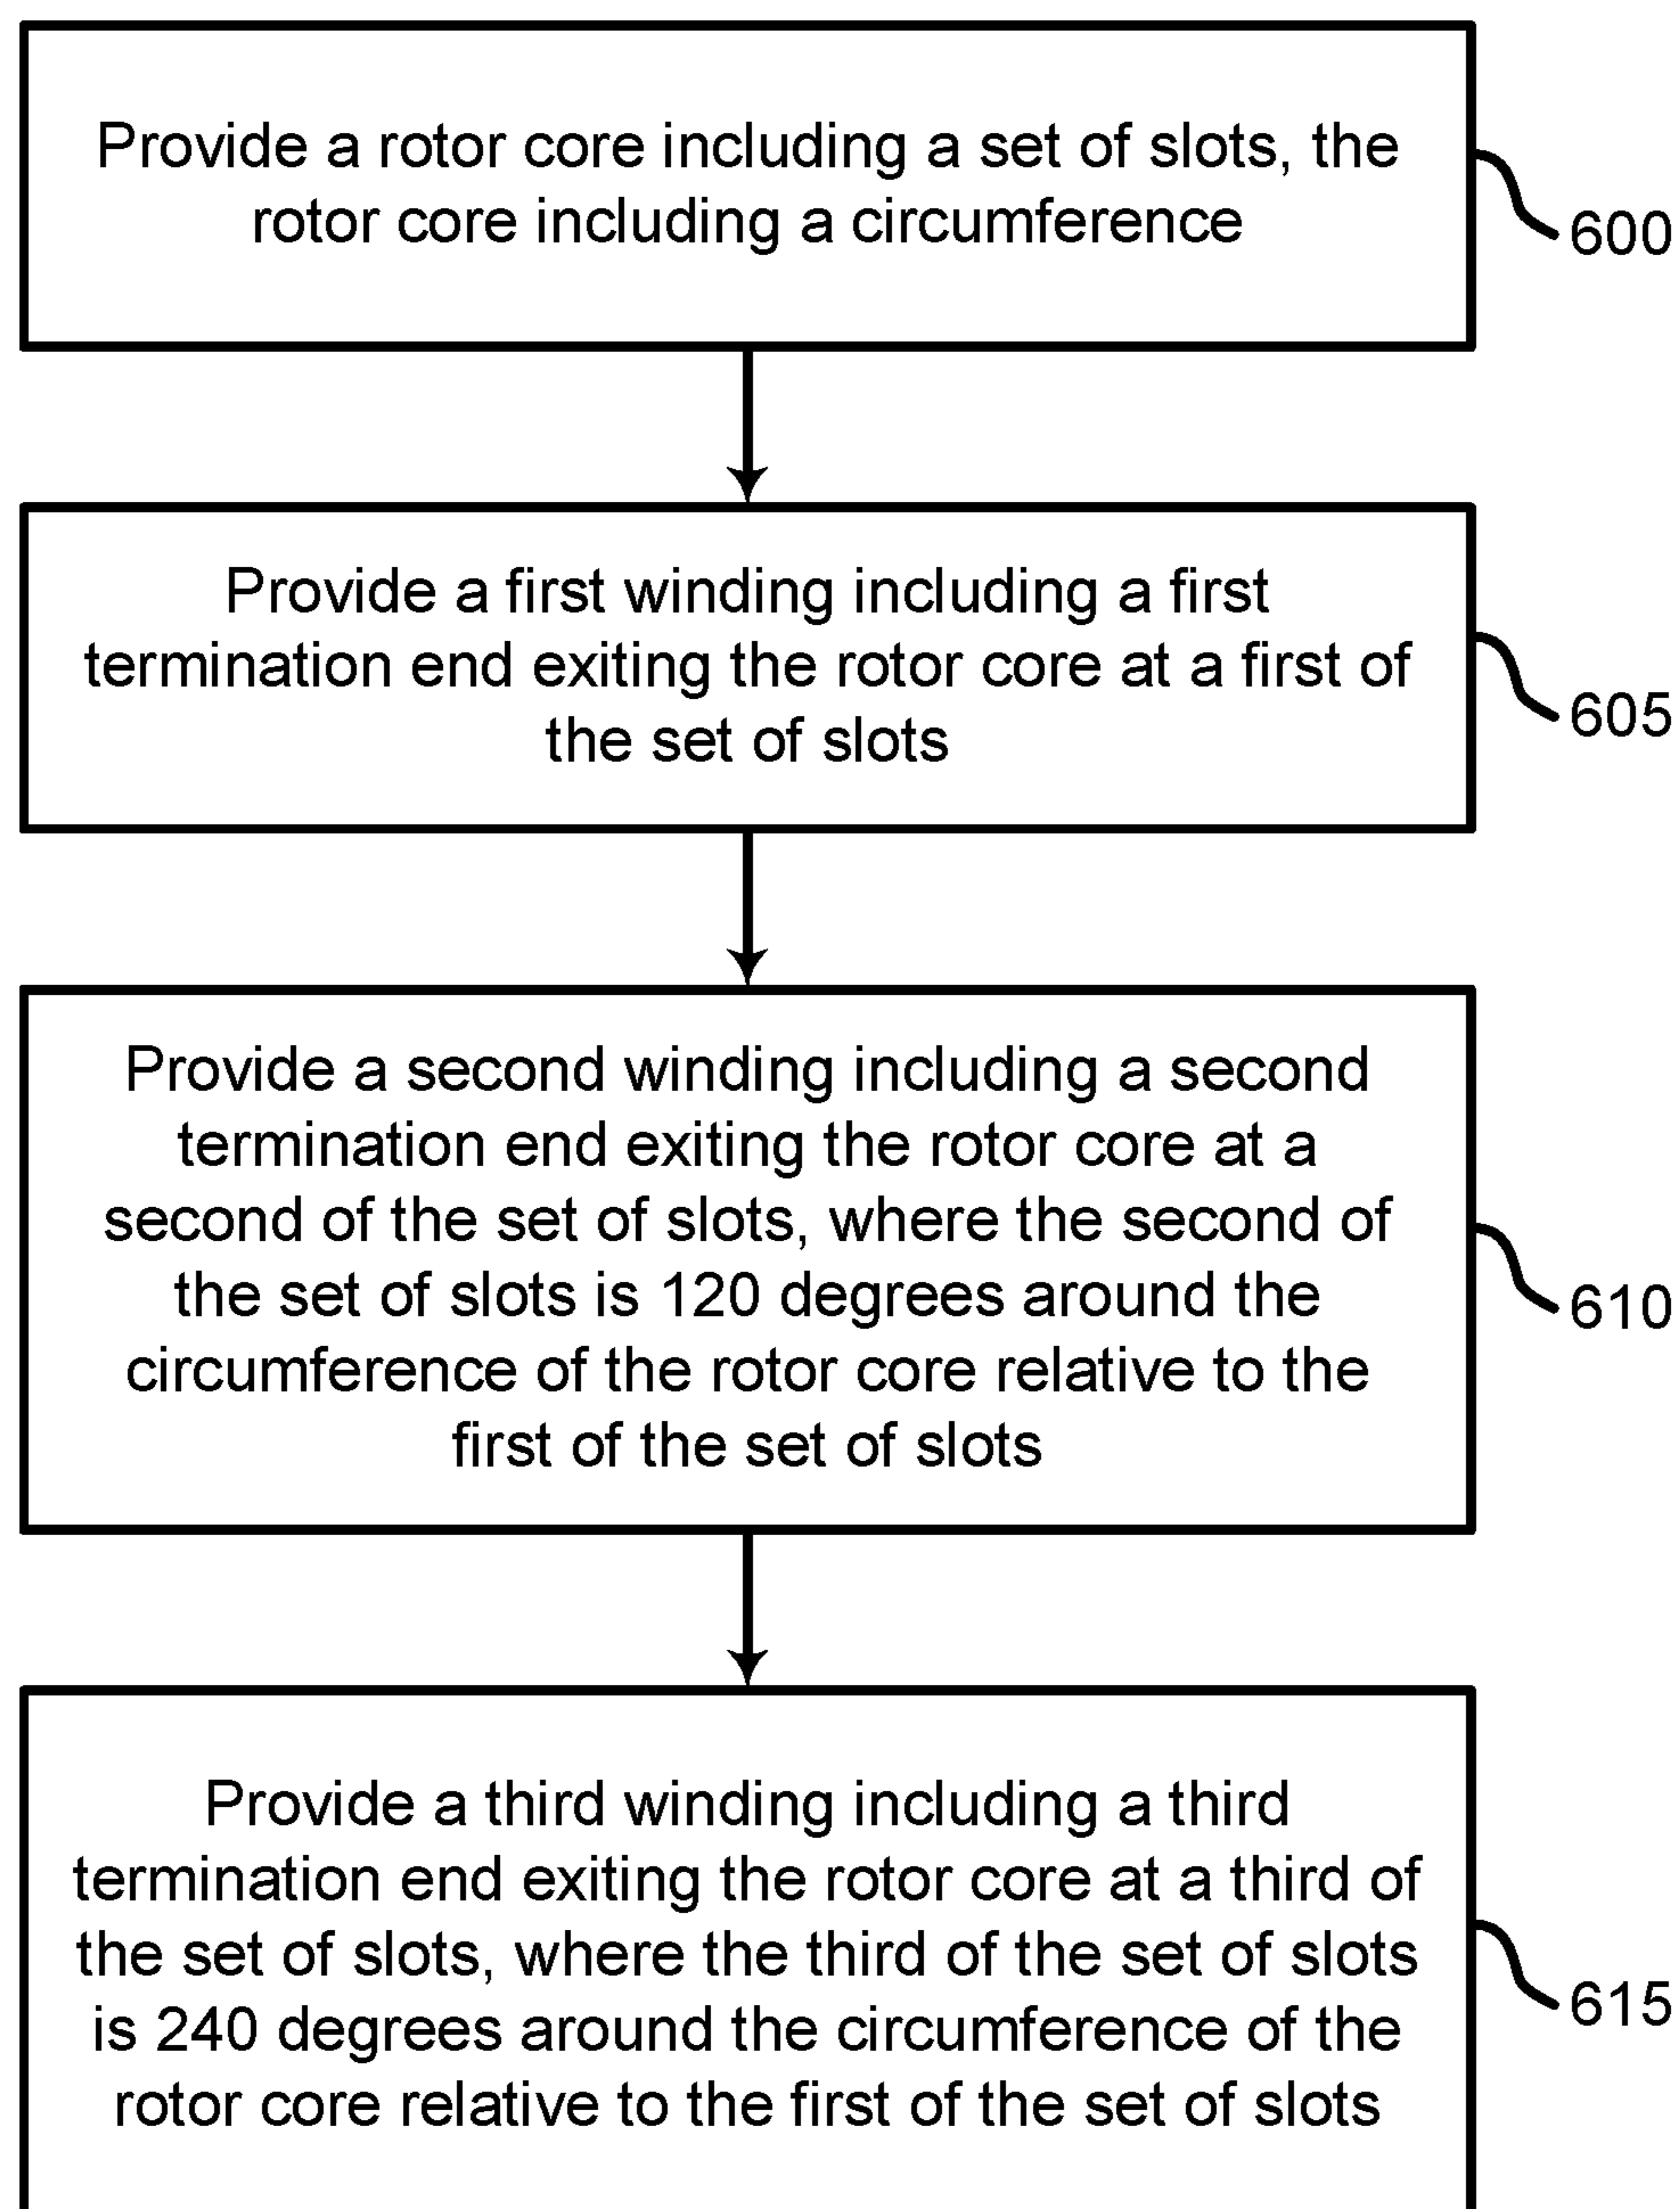 Provide a rotor core including a set of slots, the
rotor core including a circumference
600
Provide a first winding including a first
termination end exiting the rotor core at a first of
the set of slots
605
Provide a second winding including a second
termination end exiting the rotor core at a
second of the set of slots, where the second of
the set of slots is 120 degrees around the
circumference of the rotor core relative to the
first of the set of slots
610
Provide a third winding including a third
termination end exiting the rotor core at a third of
the set of slots, where the third of the set of slots
is 240 degrees around the circumference of the
rotor core relative to the first of the set of slots
615